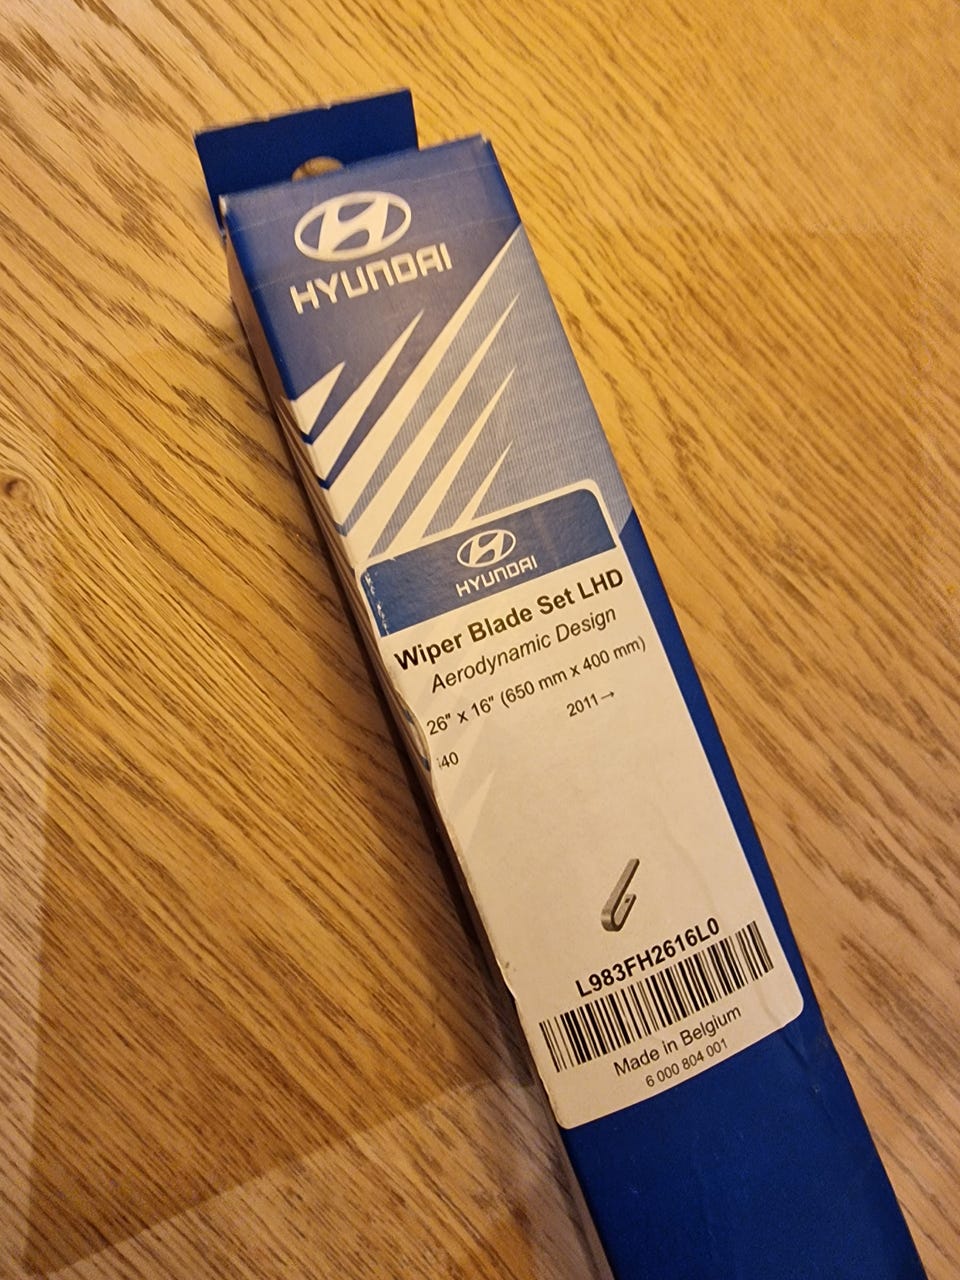 HYUNDAI
HYUNDAI
Wiper Blade Set LHD
Aerodynamic Design
26" x 16" (650 mm x 400 mm)
i40 2011→
L983FH2616L0
Made in Belgium
6 000 804 001